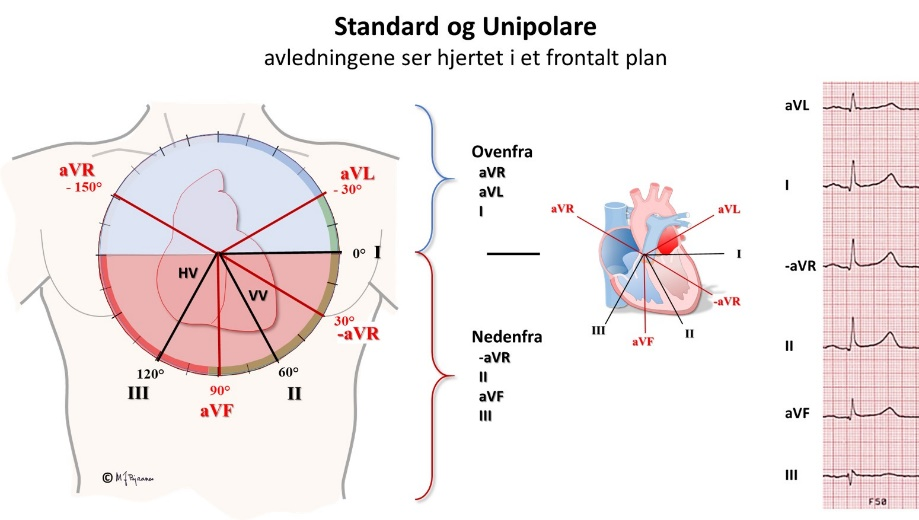 Standard og Unipolare
avledningene ser hjertet i et frontalt plan
aVR
- 150°
aVL
- 30°
0° I
HV
VV
30°
-aVR
120°
III
90°
aVF
60°
II
©
Ovenfra
aVR
aVL
I
Nedenfra
-aVR
II
aVF
III
aVR
aVL
I
-aVR
II
aVF
III
aVL
I
-aVR
II
aVF
III
F50